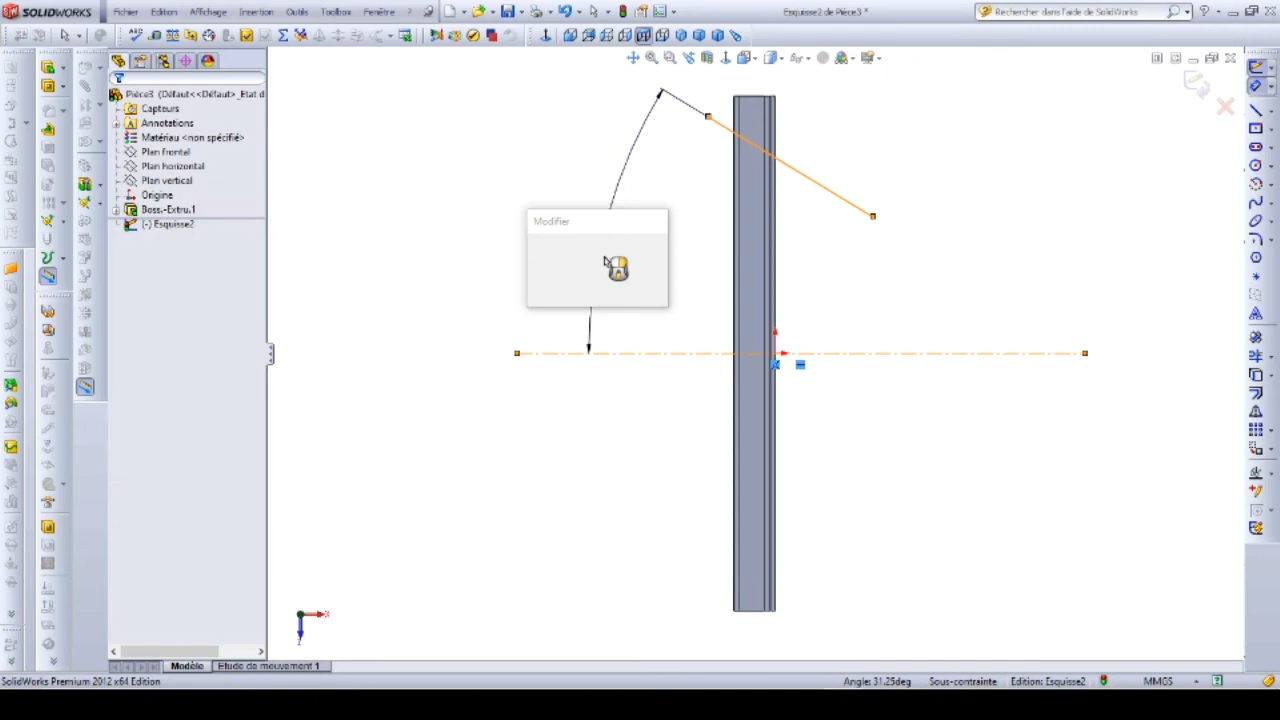 SOLIDWORKS
Fichier Edition Affichage Insertion Outils Toolbox Fenêtre ?
Esquisse2 de Pièce3 *
Rechercher dans l'aide de SolidWorks
Pièce3 (Défaut<<Défaut>_Etat d
Capteurs
Annotations
Matériau <non spécifié>
Plan frontal
Plan horizontal
Plan vertical
Origine
Boss.-Extru.1
(-) Esquisse2
Modifier
X
Z
Modèle Etude de mouvement 1
SolidWorks Premium 2012 x64 Edition
Angle: 31.25deg Sous-contrainte Edition: Esquisse2 MMGS